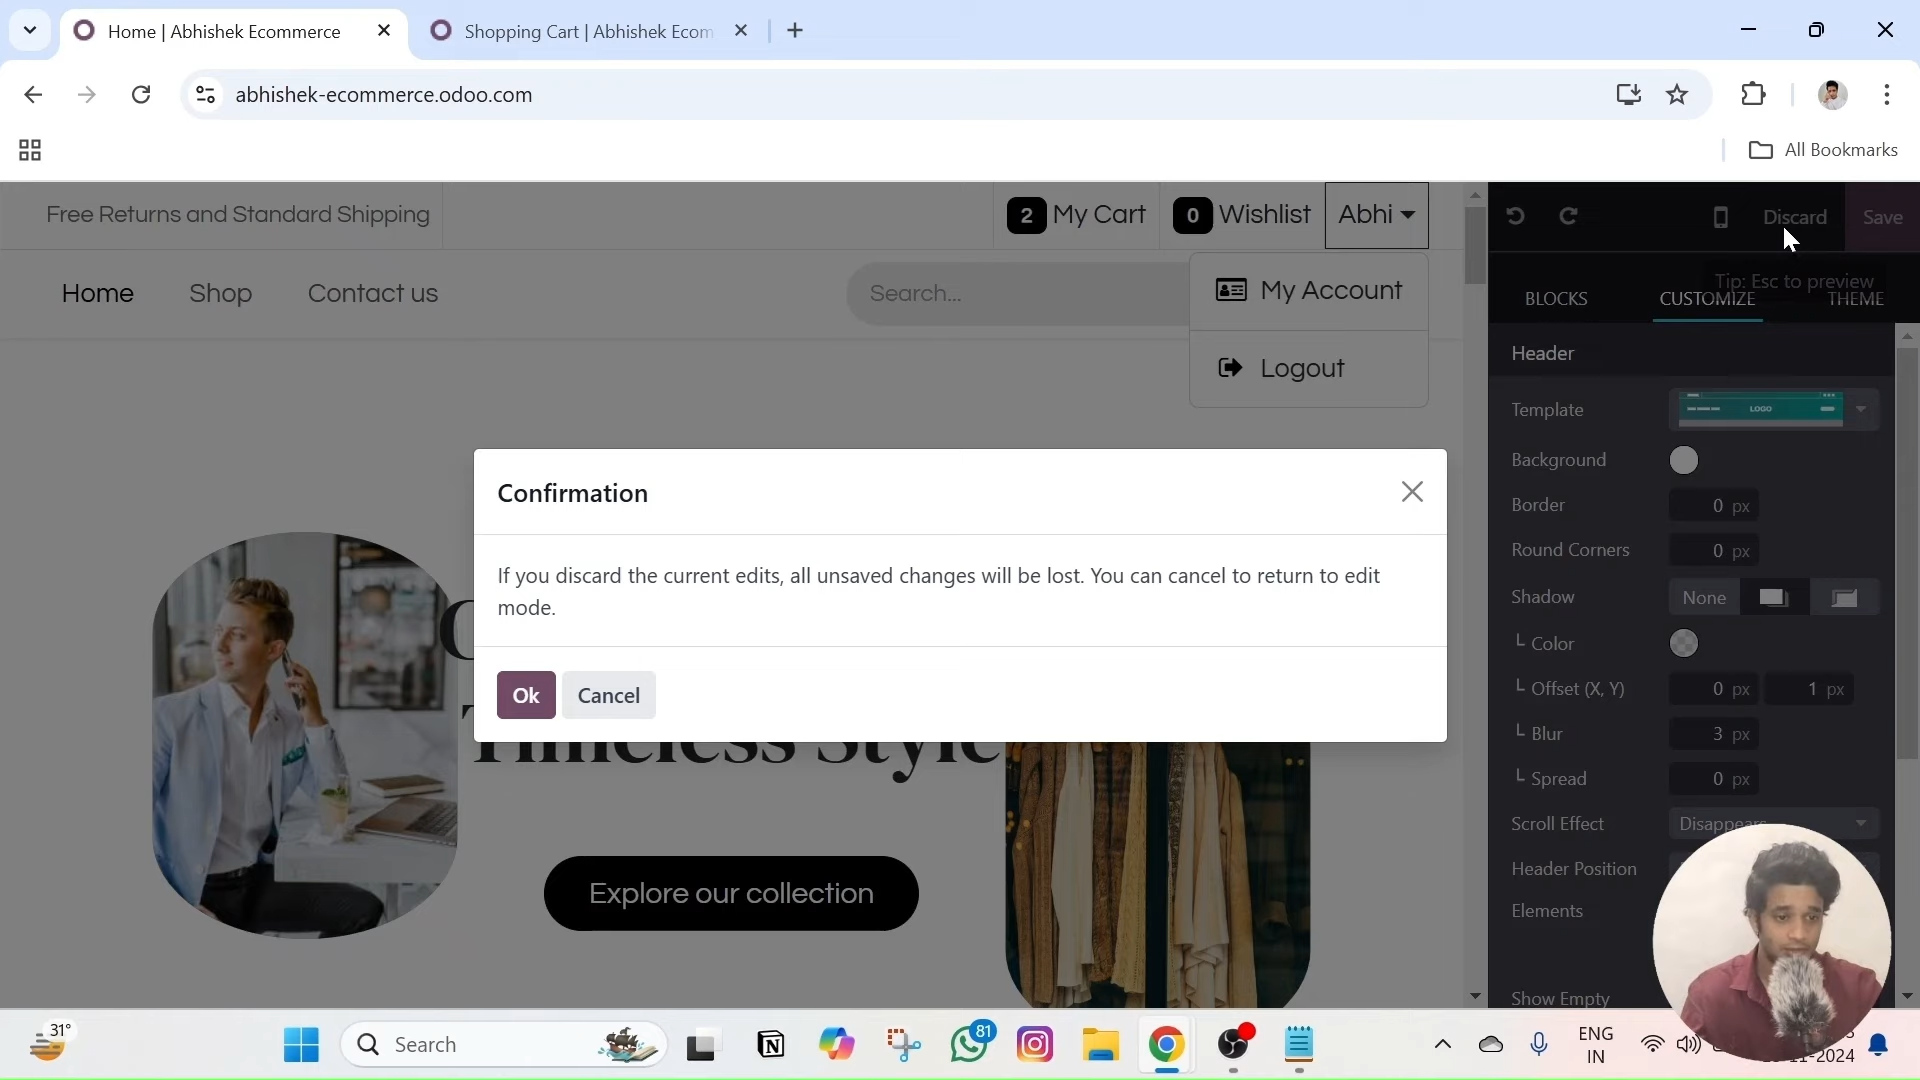 Home | Abhishek Ecommerce
Shopping Cart | Abhishek Ecom
abhishek-ecommerce.odoo.com
All Bookmarks
Free Returns and Standard Shipping
2 My Cart
0 Wishlist
Abhi
Discard
Save
Home
Shop
Contact us
Search...
My Account
Logout
Tip: Esc to preview
BLOCKS
CUSTOMIZE
THEME
Header
Template
LOGO
Background
Border
0 px
Round Corners
0 px
Shadow
None
Color
Offset (X, Y)
0 px
1 px
Blur
3 px
Spread
0 px
Scroll Effect
Disappears
Header Position
Elements
Show Empty
Confirmation
If you discard the current edits, all unsaved changes will be lost. You can cancel to return to edit
mode.
Ok
Cancel
Timeless Style
Explore our collection
31°
Search
81
ENG
IN
11-2024